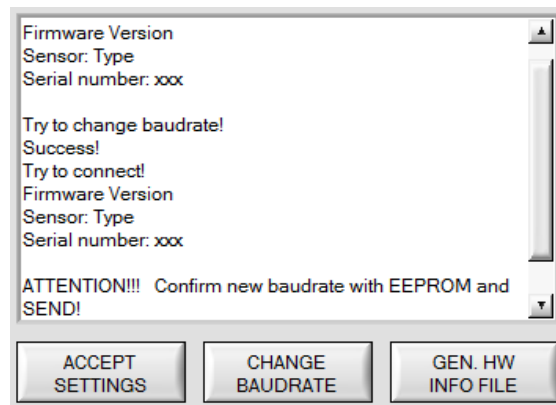 Firmware Version
Sensor: Type
Serial number: xxx
Try to change baudrate!
Success!
Try to connect!
Firmware Version
Sensor: Type
Serial number: xxx
ATTENTION!!! Confirm new baudrate with EEPROM and
SEND!
ACCEPT
SETTINGS
CHANGE
BAUDRATE
GEN. HW
INFO FILE